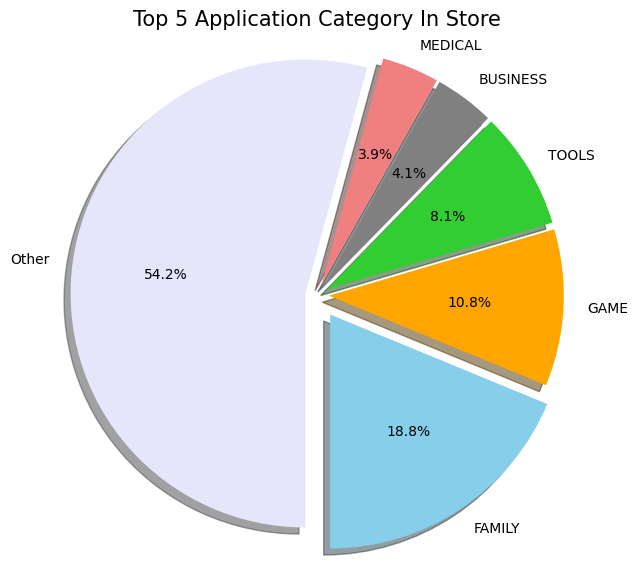 Top 5 Application Category In Store
MEDICAL
BUSINESS
TOOLS
3.9%
4.1%
8.1%
Other
54.2%
10.8%
GAME
18.8%
FAMILY